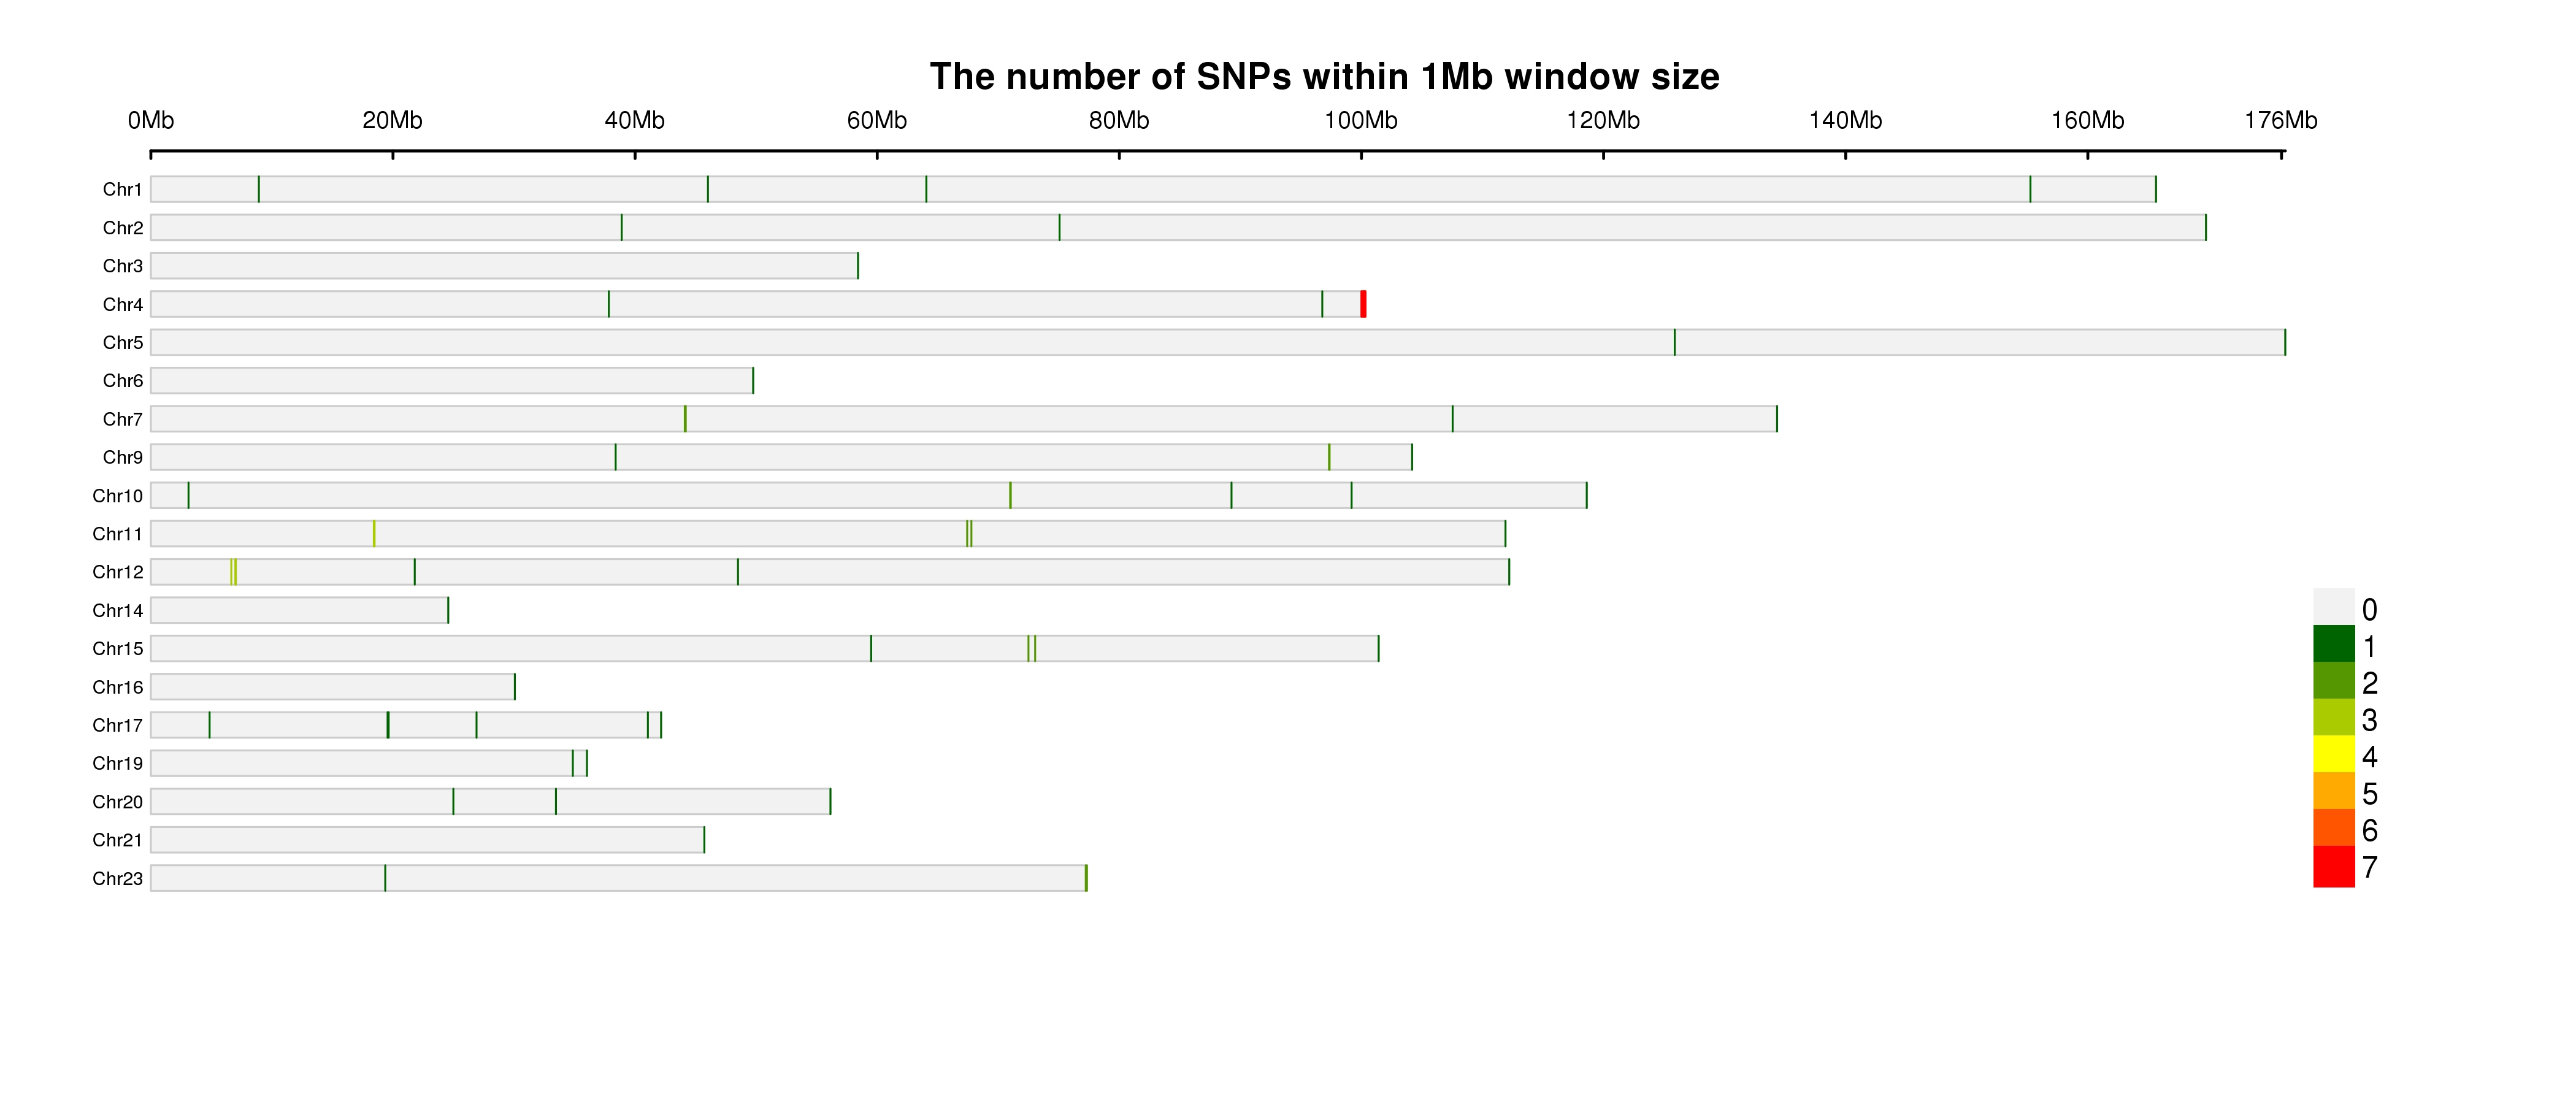 The number of SNPs within 1Mb window size
0Mb 20Mb 40Mb 60Mb 80Mb 100Mb 120Mb 140Mb 160Mb 176Mb
Chr1
Chr2
Chr3
Chr4
Chr5
Chr6
Chr7
Chr9
Chr10
Chr11
Chr12
Chr14
Chr15
Chr16
Chr17
Chr19
Chr20
Chr21
Chr23
0
1
2
3
4
5
6
7